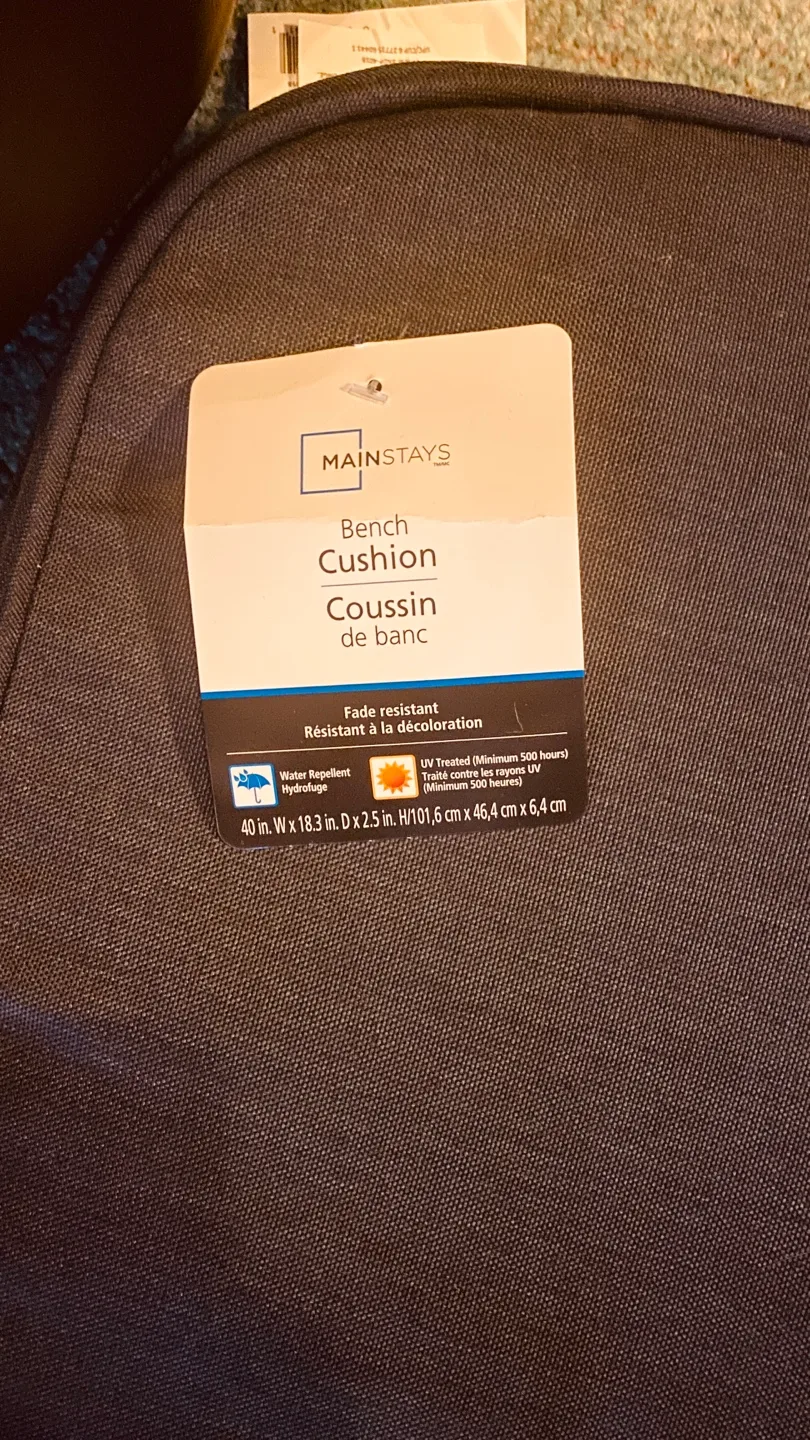 MAINSTAYS
Bench
Cushion
Coussin
de banc
Fade resistant
Résistant à la décoloration
Water Repellent
Hydrofuge
UV Treated (Minimum 500 hours)
Traité contre les rayons UV
(Minimum 500 heures)
40 in. W x 18.3 in. D x 2.5 in. H/101,6 cm x 46,4 cm x 6,4 cm